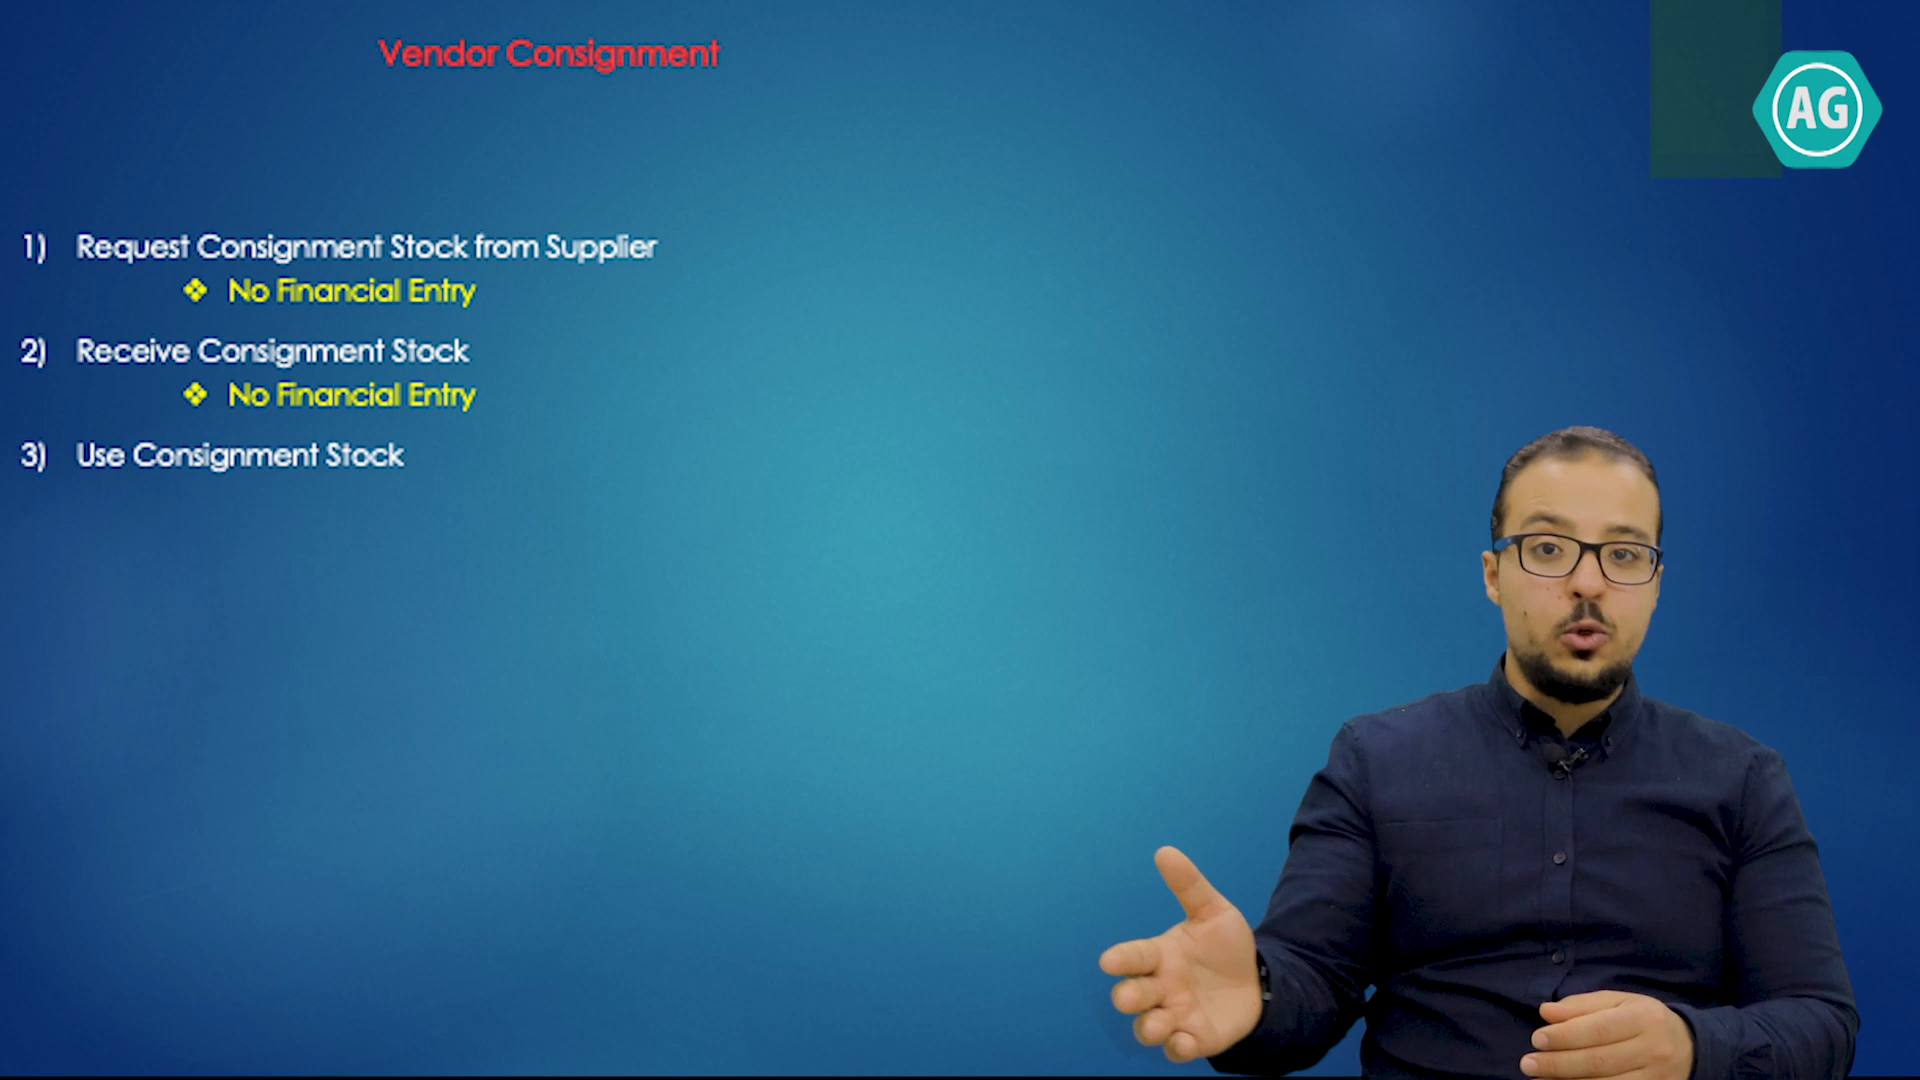 Vendor Consignment
AG
1) Request Consignment Stock from Supplier
❖ No Financial Entry
2) Receive Consignment Stock
❖ No Financial Entry
3) Use Consignment Stock